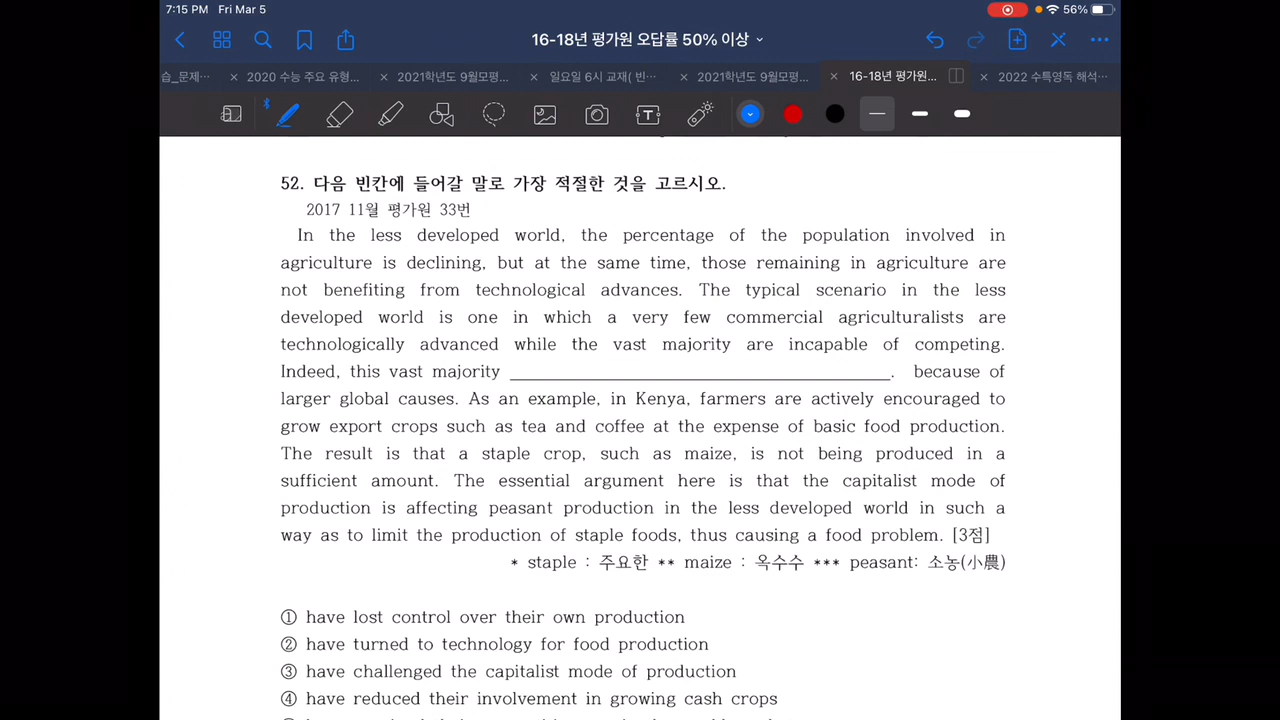 7:15 PM Fri Mar 5
56%
16-18년 평가원 오답률 50% 이상
습_문제…
2020 수능 주요 유형…
2021학년도 9월모평…
일요일 6시 교재( 빈…
2021학년도 9월모평…
16-18년 평가원…
2022 수특영독 해석…
52. 다음 빈칸에 들어갈 말로 가장 적절한 것을 고르시오.
2017 11월 평가원 33번
In the less developed world, the percentage of the population involved in
agriculture is declining, but at the same time, those remaining in agriculture are
not benefiting from technological advances. The typical scenario in the less
developed world is one in which a very few commercial agriculturalists are
technologically advanced while the vast majority are incapable of competing.
Indeed, this vast majority ______________________________. because of
larger global causes. As an example, in Kenya, farmers are actively encouraged to
grow export crops such as tea and coffee at the expense of basic food production.
The result is that a staple crop, such as maize, is not being produced in a
sufficient amount. The essential argument here is that the capitalist mode of
production is affecting peasant production in the less developed world in such a
way as to limit the production of staple foods, thus causing a food problem. [3점]
* staple : 주요한 ** maize : 옥수수 *** peasant: 소농(小農)
① have lost control over their own production
② have turned to technology for food production
③ have challenged the capitalist mode of production
④ have reduced their involvement in growing cash crops